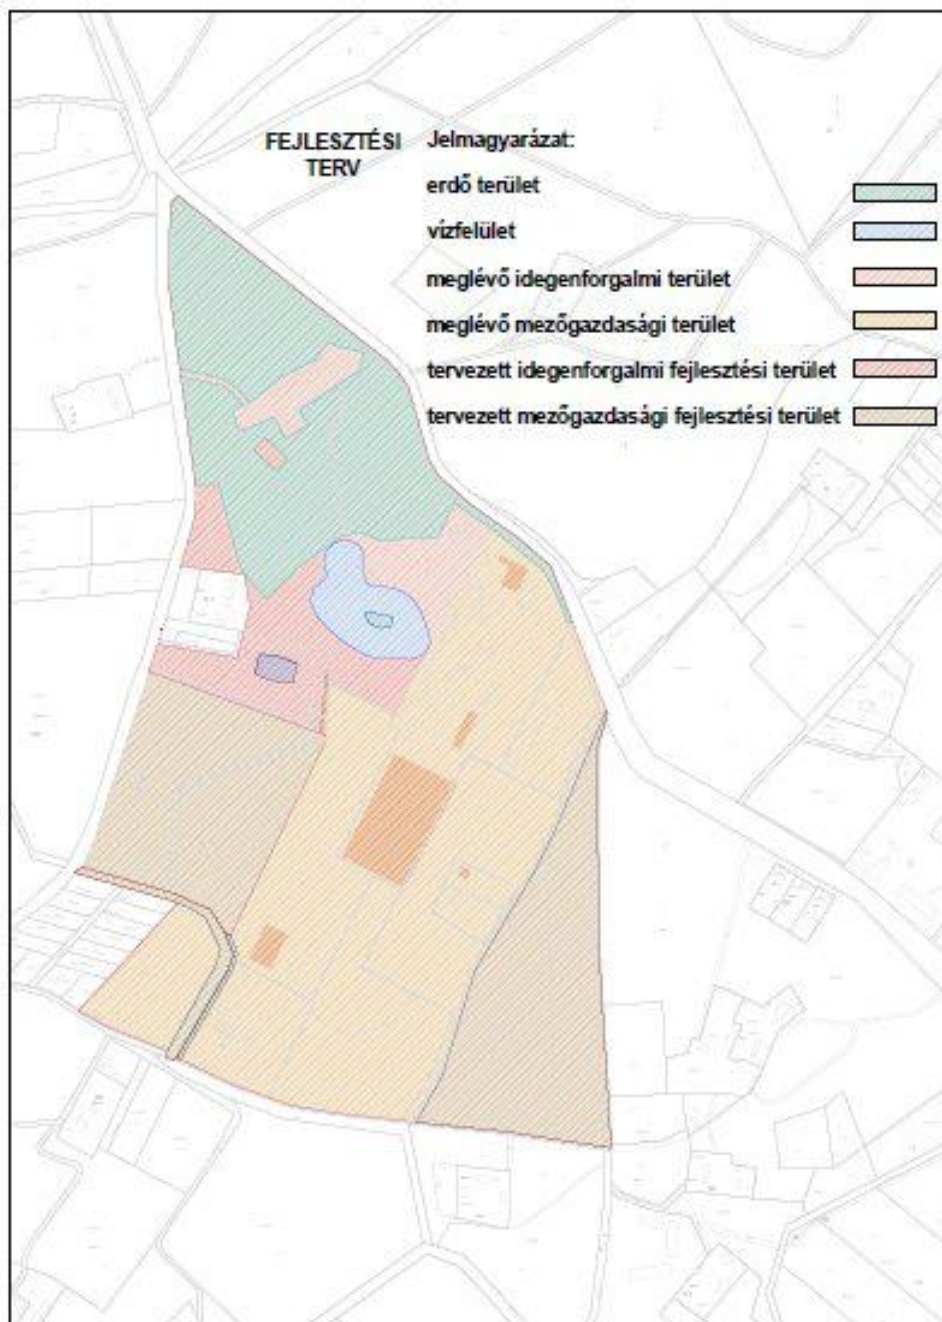 FEJLESZTÉSI
TERV
Jelmagyarázat:
erdő terület
vízfelület
meglévő idegenforgalmi terület
meglévő mezőgazdasági terület
tervezett idegenforgalmi fejlesztési terület
tervezett mezőgazdasági fejlesztési terület